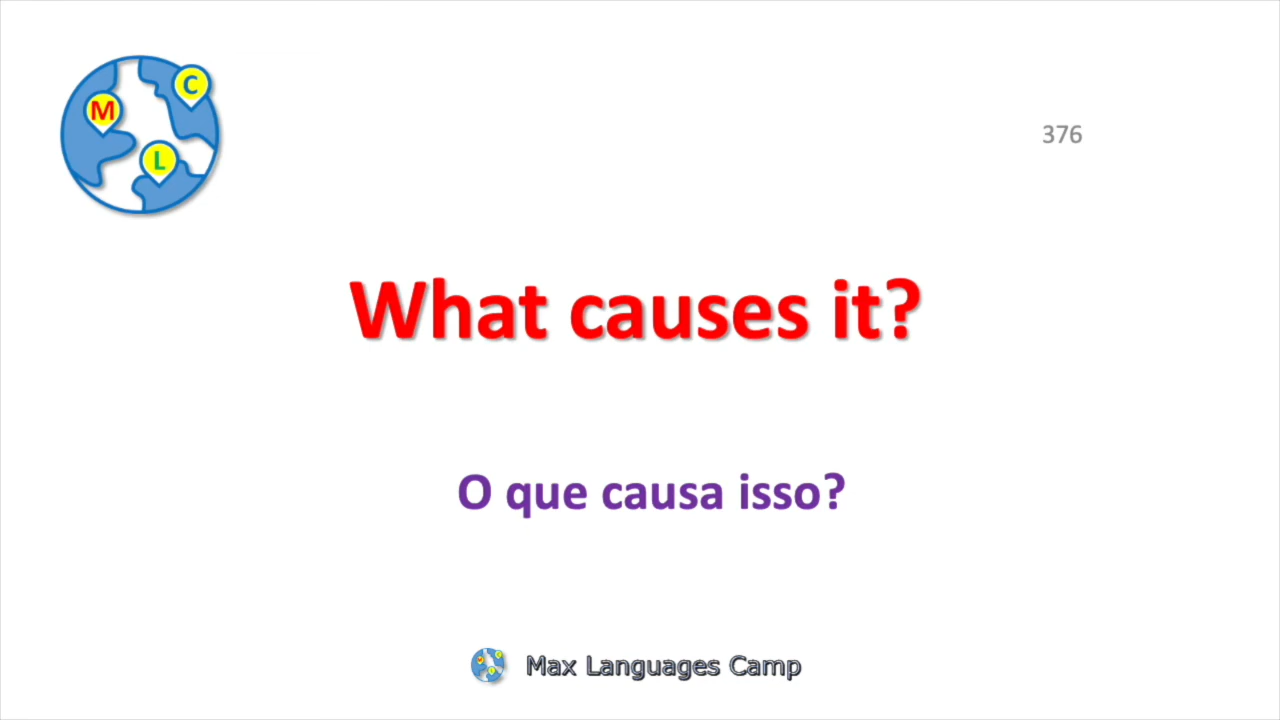 C
M
L
376
What causes it?
O que causa isso?
Max Languages Camp